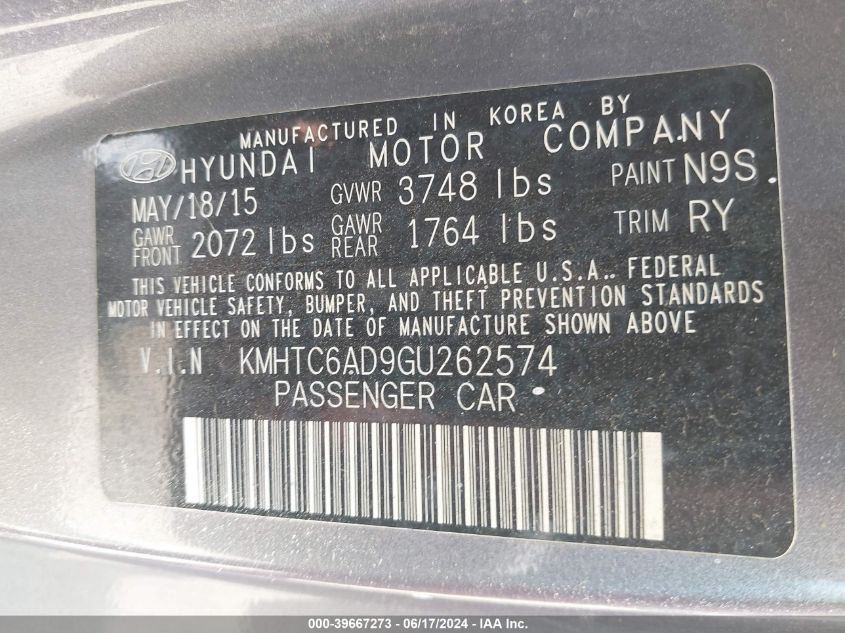 MANUFACTURED IN KOREA BY
HYUNDAI MOTOR COMPANY
MAY/18/15 GVWR 3748 lbs PAINT N9S
GAWR FRONT 2072 lbs GAWR REAR 1764 lbs TRIM RY
THIS VEHICLE CONFORMS TO ALL APPLICABLE U.S.A.. FEDERAL
MOTOR VEHICLE SAFETY, BUMPER, AND THEFT PREVENTION STANDARDS
IN EFFECT ON THE DATE OF MANUFACTURE SHOWN ABOVE
V.I.N KMHTC6AD9GU262574
PASSENGER CAR
000-39667273 - 06/17/2024 - IAA, Inc.